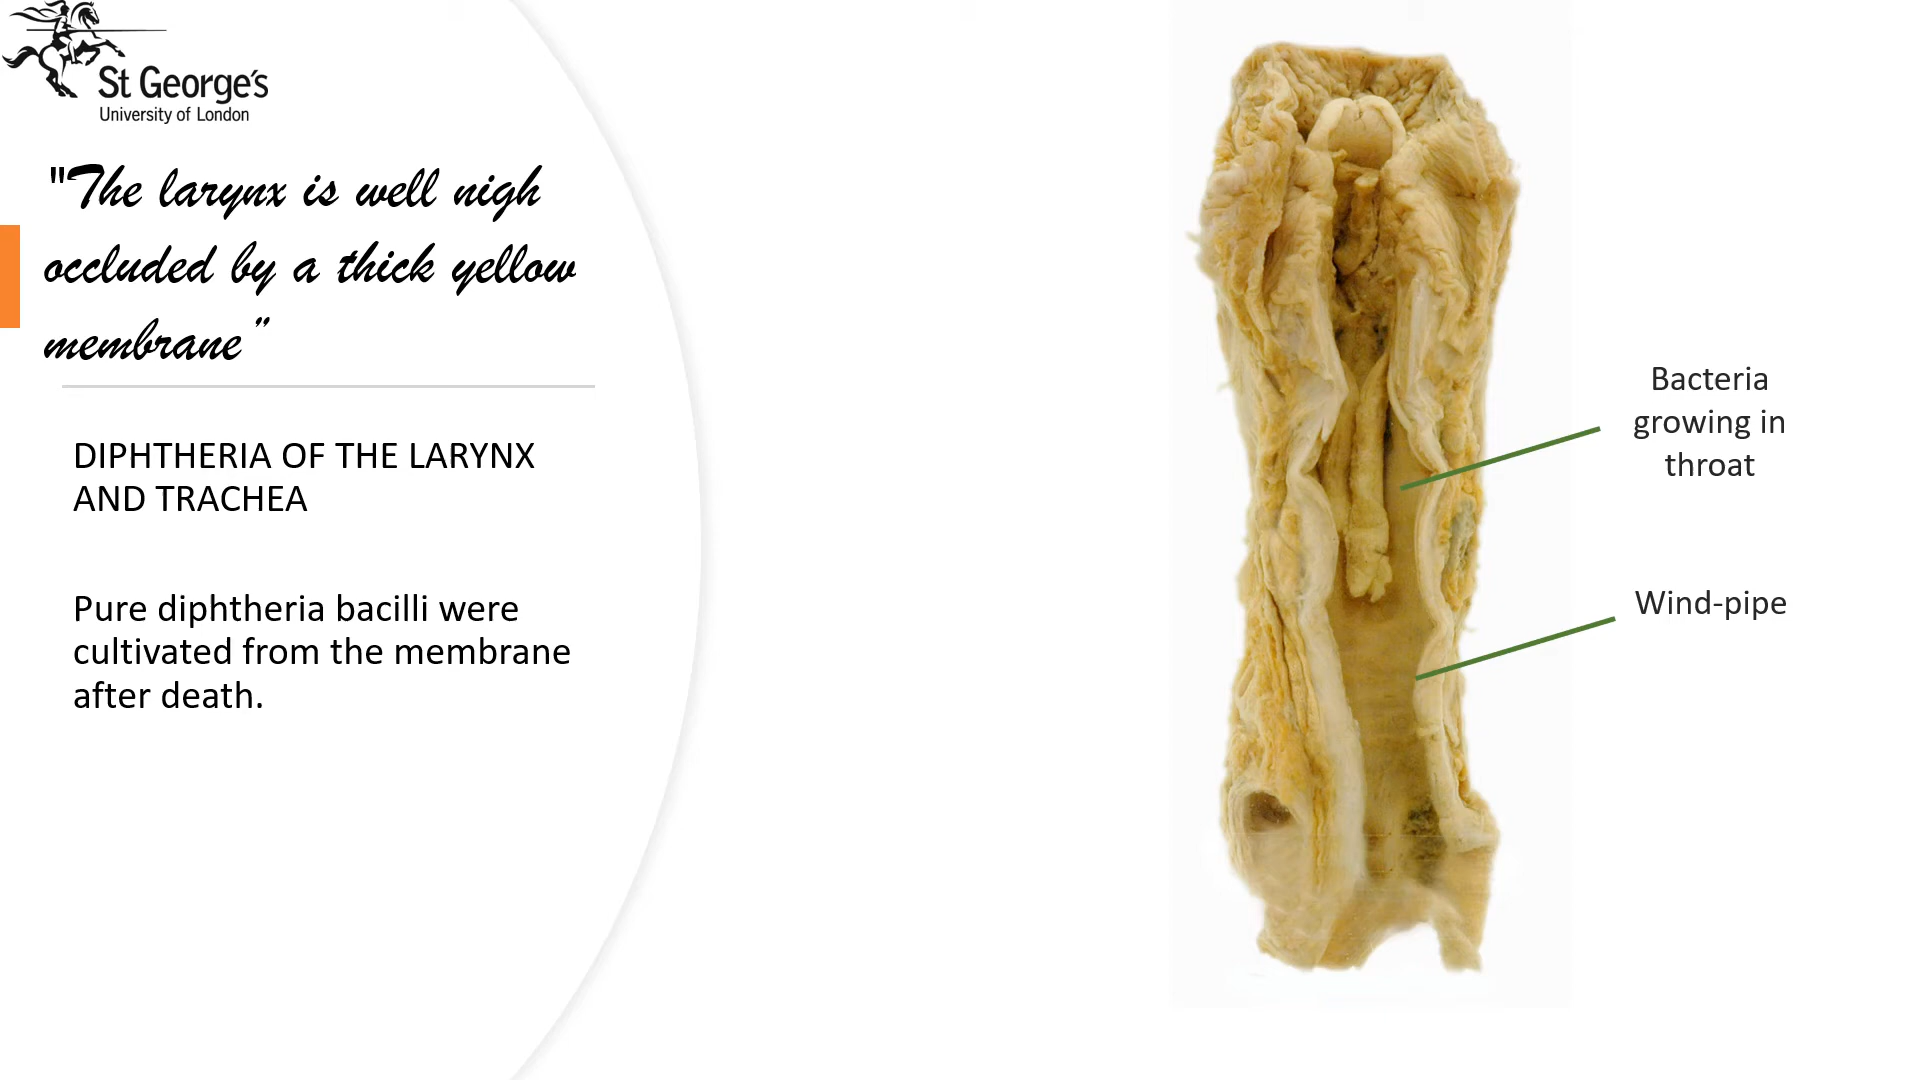 St George's
University of London
"The larynx is well nigh
occluded by a thick yellow
membrane”
DIPHTHERIA OF THE LARYNX
AND TRACHEA
Pure diphtheria bacilli were
cultivated from the membrane
after death.
Bacteria
growing in
throat
Wind-pipe